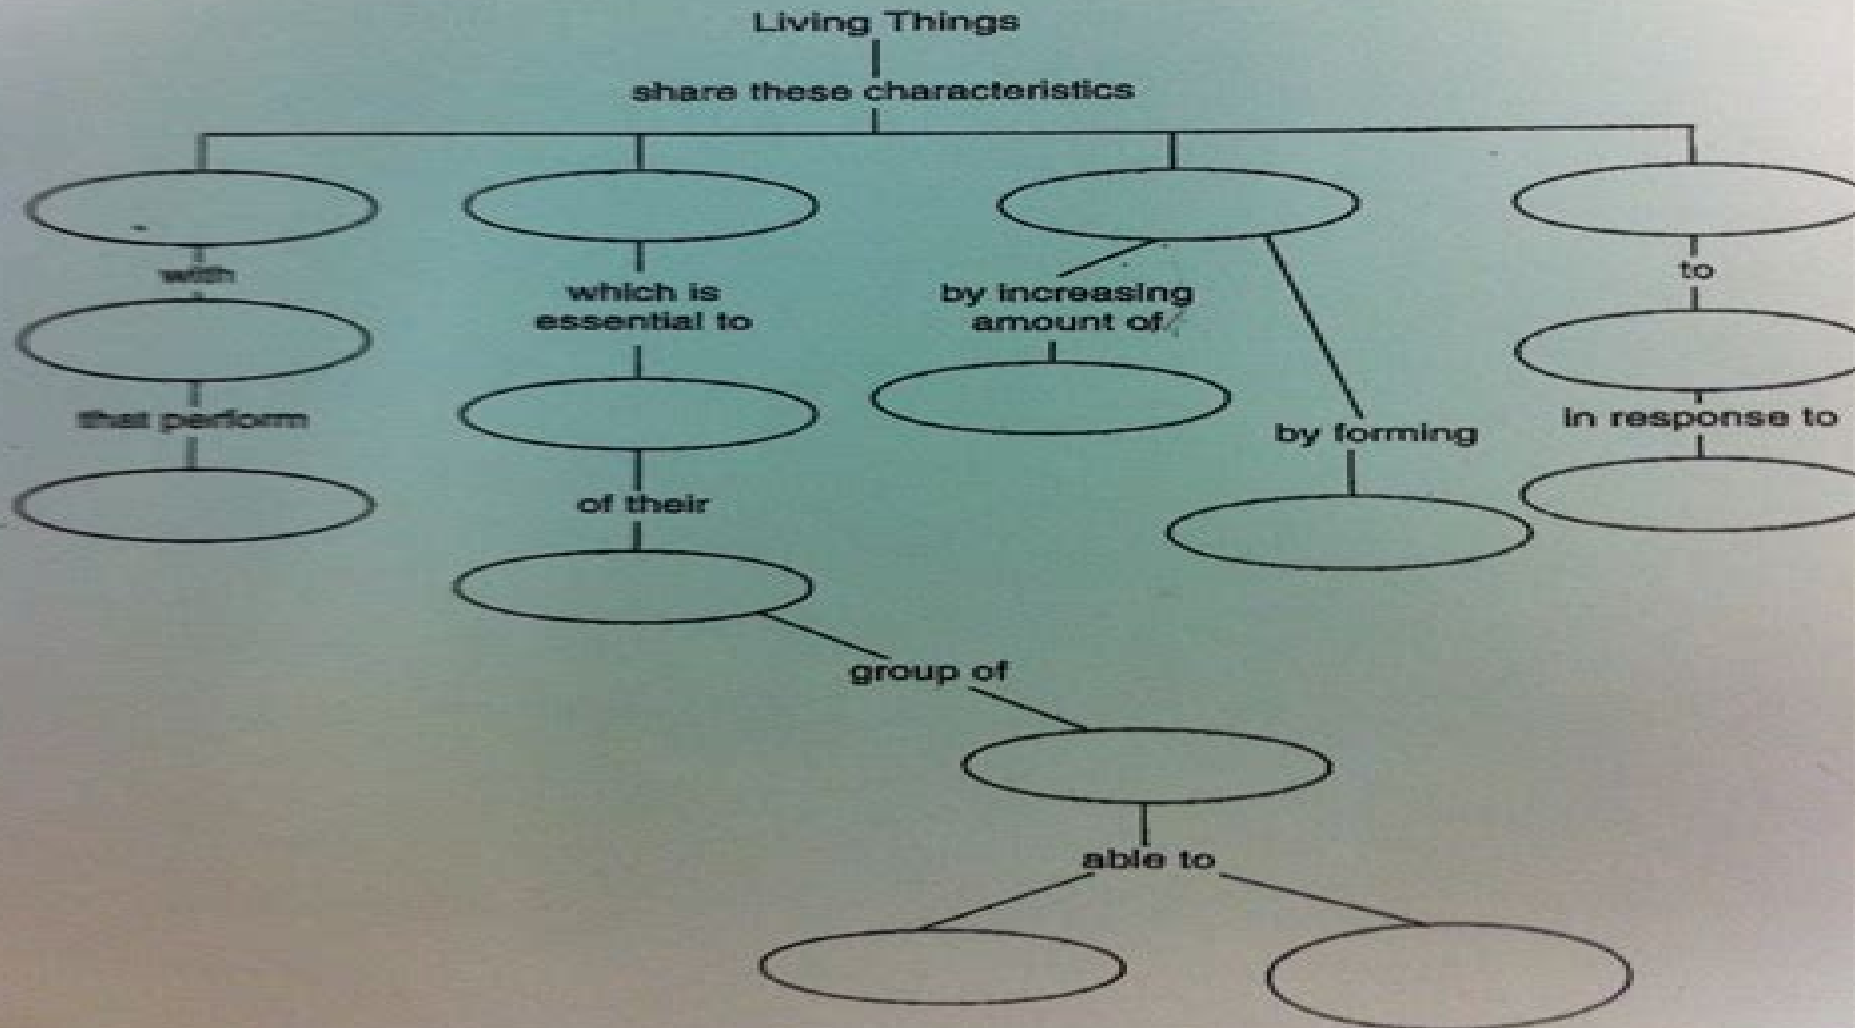 Living Things
share these characteristics
with
which is
essential to
by increasing
amount of
to
that perform
by forming
in response to
of their
group of
able to